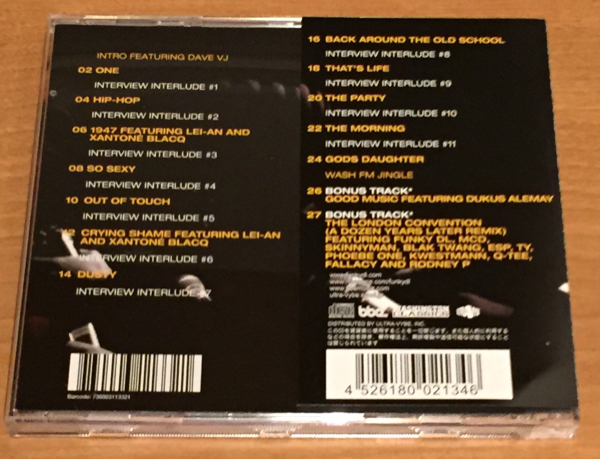 INTRO FEATURING DAVE VJ
02 ONE
INTERVIEW INTERLUDE #1
04 HIP-HOP
INTERVIEW INTERLUDE #2
06 1947 FEATURING LEI-AN AND
XANTONÉ BLACQ
INTERVIEW INTERLUDE #3
08 SO SEXY
INTERVIEW INTERLUDE #4
10 OUT OF TOUCH
INTERVIEW INTERLUDE #5
12 CRYING SHAME FEATURING LEI-AN
AND XANTONÉ BLACQ
INTERVIEW INTERLUDE #6
14 DUSTY
INTERVIEW INTERLUDE #7
Barcode:
16 BACK AROUND THE OLD SCHOOL
INTERVIEW INTERLUDE #8
18 THAT'S LIFE
INTERVIEW INTERLUDE #9
20 THE PARTY
INTERVIEW INTERLUDE #10
22 THE MORNING
INTERVIEW INTERLUDE #11
24 GODS DAUGHTER
WASH FM JINGLE
26 BONUS TRACK*
GOOD MUSIC FEATURING DUKUS ALEMAY
27 BONUS TRACK*
THE LONDON CONVENTION
(A DOZEN YEARS LATER REMIX)
FEATURING FUNKY DL, MCD,
SKINNYMAN, BLAK TWANG, ESP, TY,
PHOEBE ONE, KWESTMANN, Q-TEE,
FALLACY AND RODNEY P
WASHINGTON
CLASSICS
DISTRIBUTED BY ULTRA-VYBE, INC.
4 526180 021346